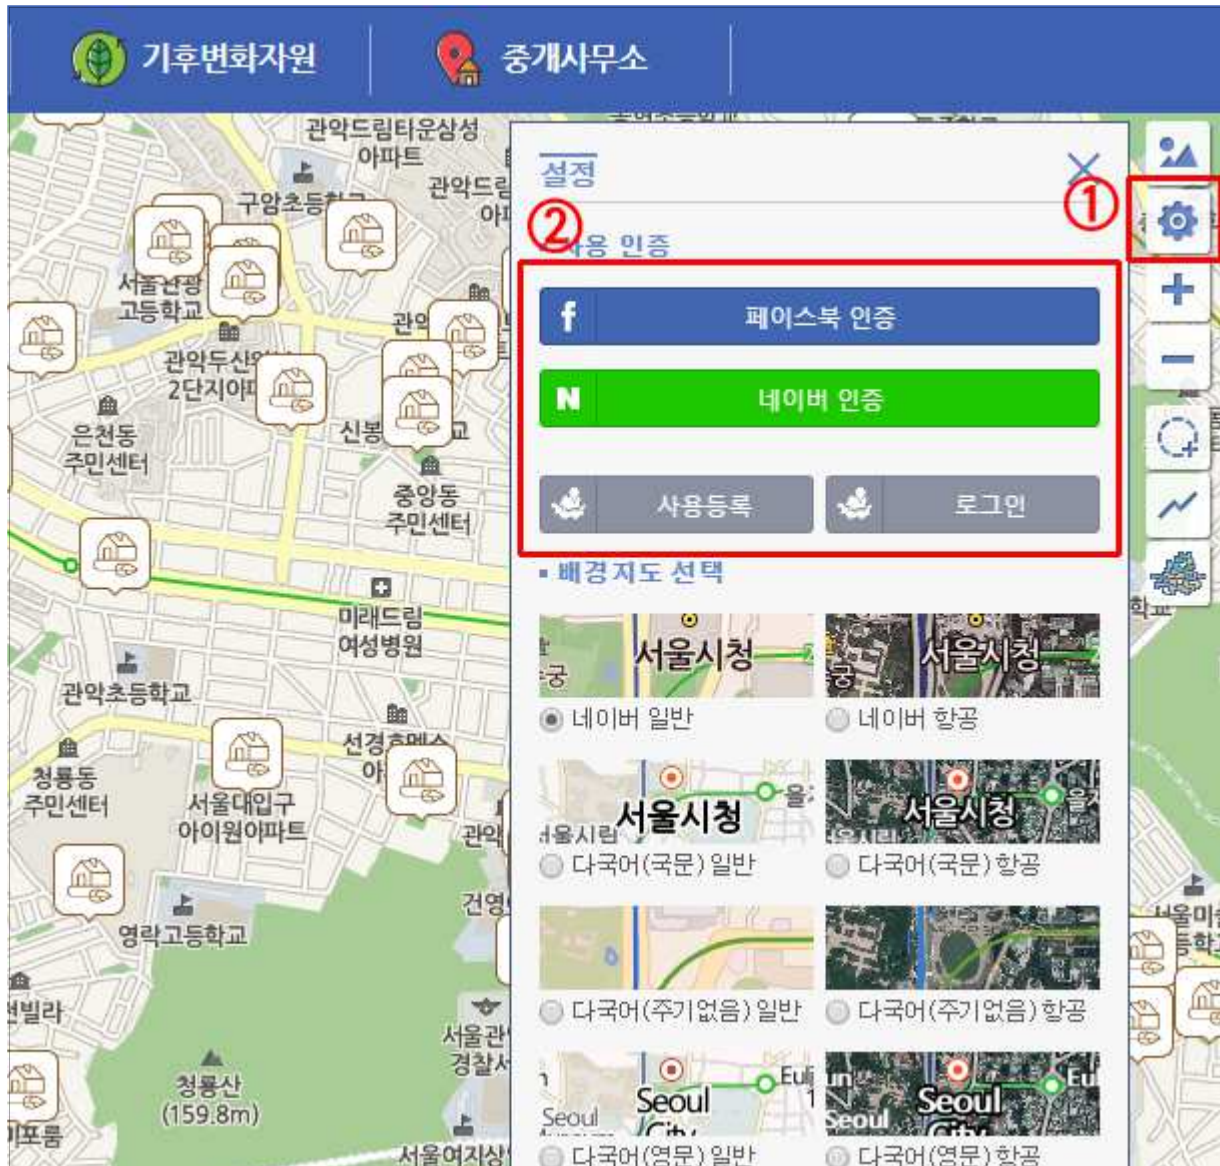 기후변화자원
중개사무소
관악드림타운삼성
아파트
구암초등
관악드림
서울관광
고등학교
관악두산
2단지아파
은천동
주민센터
신봉
교
중앙동
주민센터
미래드림
여성병원
관악초등학교
선경
청룡동
주민센터
서울대입구
아이원아파트
관악
건영
영락고등학교
빌라
서울관
경찰서
청룡산
(159.8m)
서울여지상
설정
①
②
사용 인증
f 페이스북 인증
N 네이버 인증
사용등록
로그인
배경지도 선택
서울시청
서울시청
네이버 일반
네이버 항공
서울시청
서울시청
다국어(국문) 일반
다국어(국문) 항공
다국어(주기없음) 일반
다국어(주기없음) 항공
Seoul
Seoul
City
Seoul
Seoul
City
다국어(영문) 일반
다국어(영문) 항공